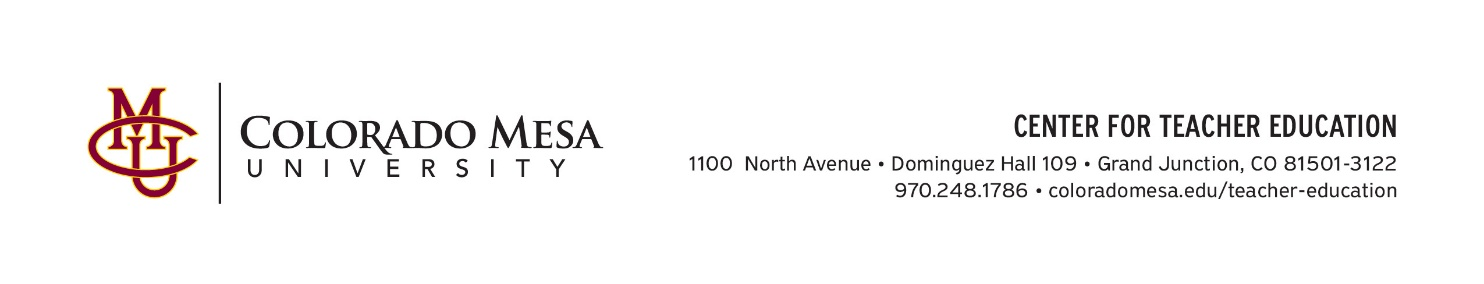 CMU
COLORADO MESA
UNIVERSITY
CENTER FOR TEACHER EDUCATION
1100 North Avenue • Dominguez Hall 109 • Grand Junction, CO 81501-3122
970.248.1786 • coloradomesa.edu/teacher-education